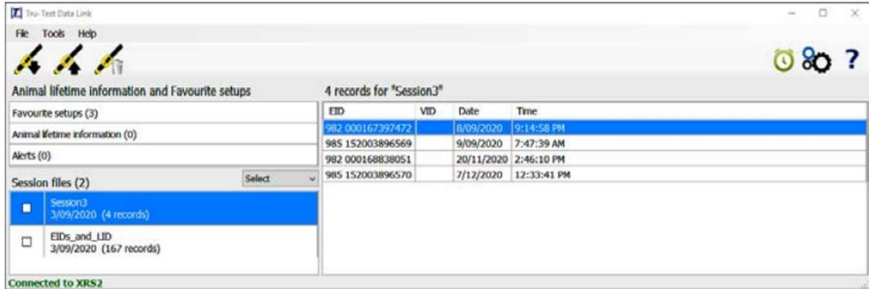 Tru-Test Data Link
File Tools Help
Animal lifetime information and Favourite setups
Favourite setups (3)
Animal lifetime information (0)
Alerts (0)
Session files (2) Select
Session3
3/09/2020 (4 records)
EIDs_and_LID
3/09/2020 (167 records)
4 records for "Session3"
EID VID Date Time
982 000167397472 8/09/2020 9:14:58 PM
985 152003896569 9/09/2020 7:47:39 AM
982 000168838051 20/11/2020 2:46:10 PM
985 152003896570 7/12/2020 12:33:41 PM
Connected to XRS2